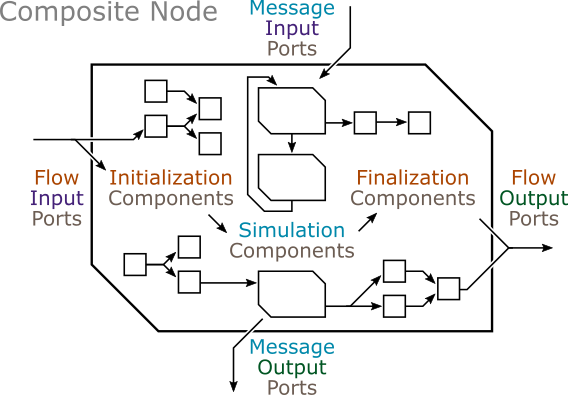 Composite Node
Message
Input
Ports
Flow
Input
Ports
Initialization
Components
Simulation
Components
Finalization
Components
Flow
Output
Ports
Message
Output
Ports